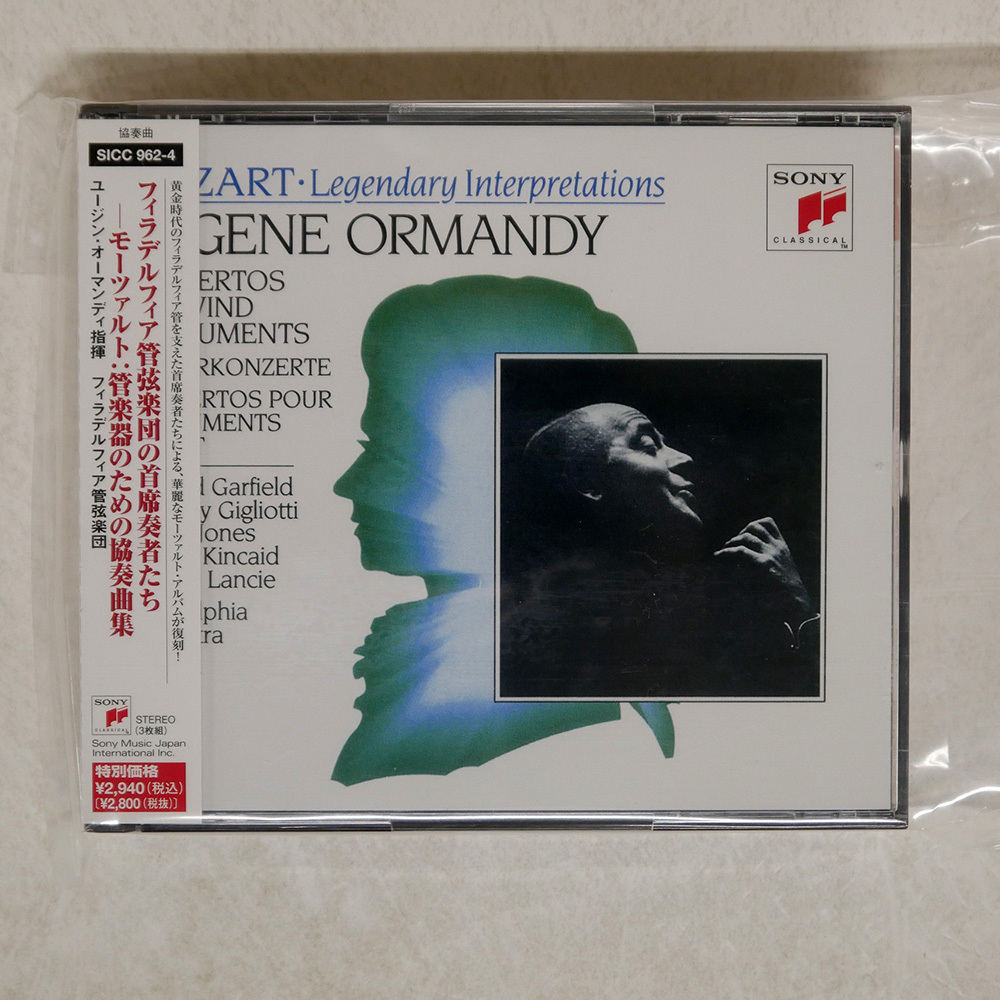 協奏曲
SICC 962-4
黄金時代のフィラデルフィア管を支えた首席奏者たちによる、華麗なモーツァルト・アルバムが復刻!
フィラデルフィア管弦楽団の首席奏者たち
——モーツァルト:管楽器のための協奏曲集
ユージン・オーマンディ指揮 フィラデルフィア管弦楽団
SONY
CLASSICAL
STEREO
(3枚組)
Sony Music Japan
International Inc.
特別価格
¥2,940(税込)
[¥2,800(税抜)]
ZART · Legendary Interpretations
GENE ORMANDY
ERTOS
WIND
UMENTS
RKONZERTE
ARTOS POUR
UMENTS
T
d Garfield
y Gigliotti
Jones
Kincaid
Lancie
lphia
tra
SONY
CLASSICAL
TM